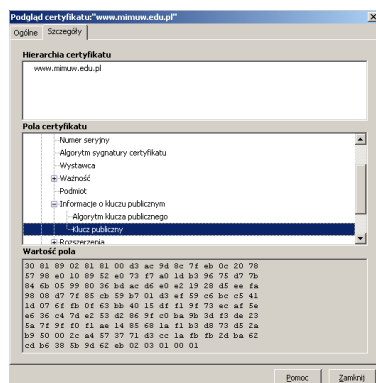 Podgląd certyfikatu:"www.mimuw.edu.pl"
Ogólne Szczegóły
Hierarchia certyfikatu
www.mimuw.edu.pl
Pola certyfikatu
Numer seryjny
Algorytm sygnatury certyfikatu
Wystawca
Ważność
Podmiot
Informacje o kluczu publicznym
Algorytm klucza publicznego
Klucz publiczny
Rozszerzenia
Wartość pola
30 81 89 02 81 81 00 d3 ac 9d 8c 7f eb 0c 20 78
57 98 e0 10 89 52 e0 73 f7 a0 1d b3 96 75 d7 7b
84 6b 05 99 80 36 bd ac d6 e0 e2 19 28 d5 ee fa
98 08 d7 7f 85 cb 59 b7 01 d3 ef 59 c6 bc c5 41
1d 07 6f fb 0f 63 bb 40 15 df f1 9f 73 ec af 5e
e6 36 c4 7d e2 53 d2 86 9f c0 ba 9b 3d f3 de 23
5a 7f 9f f0 f1 ae 14 85 68 1a f1 b3 d8 73 d5 2a
b9 50 00 2c a4 57 37 71 d3 cc 1a fb fb 2d ba 62
cd b6 38 5b 9d 62 eb 02 03 01 00 01
Pomoc Zamknij